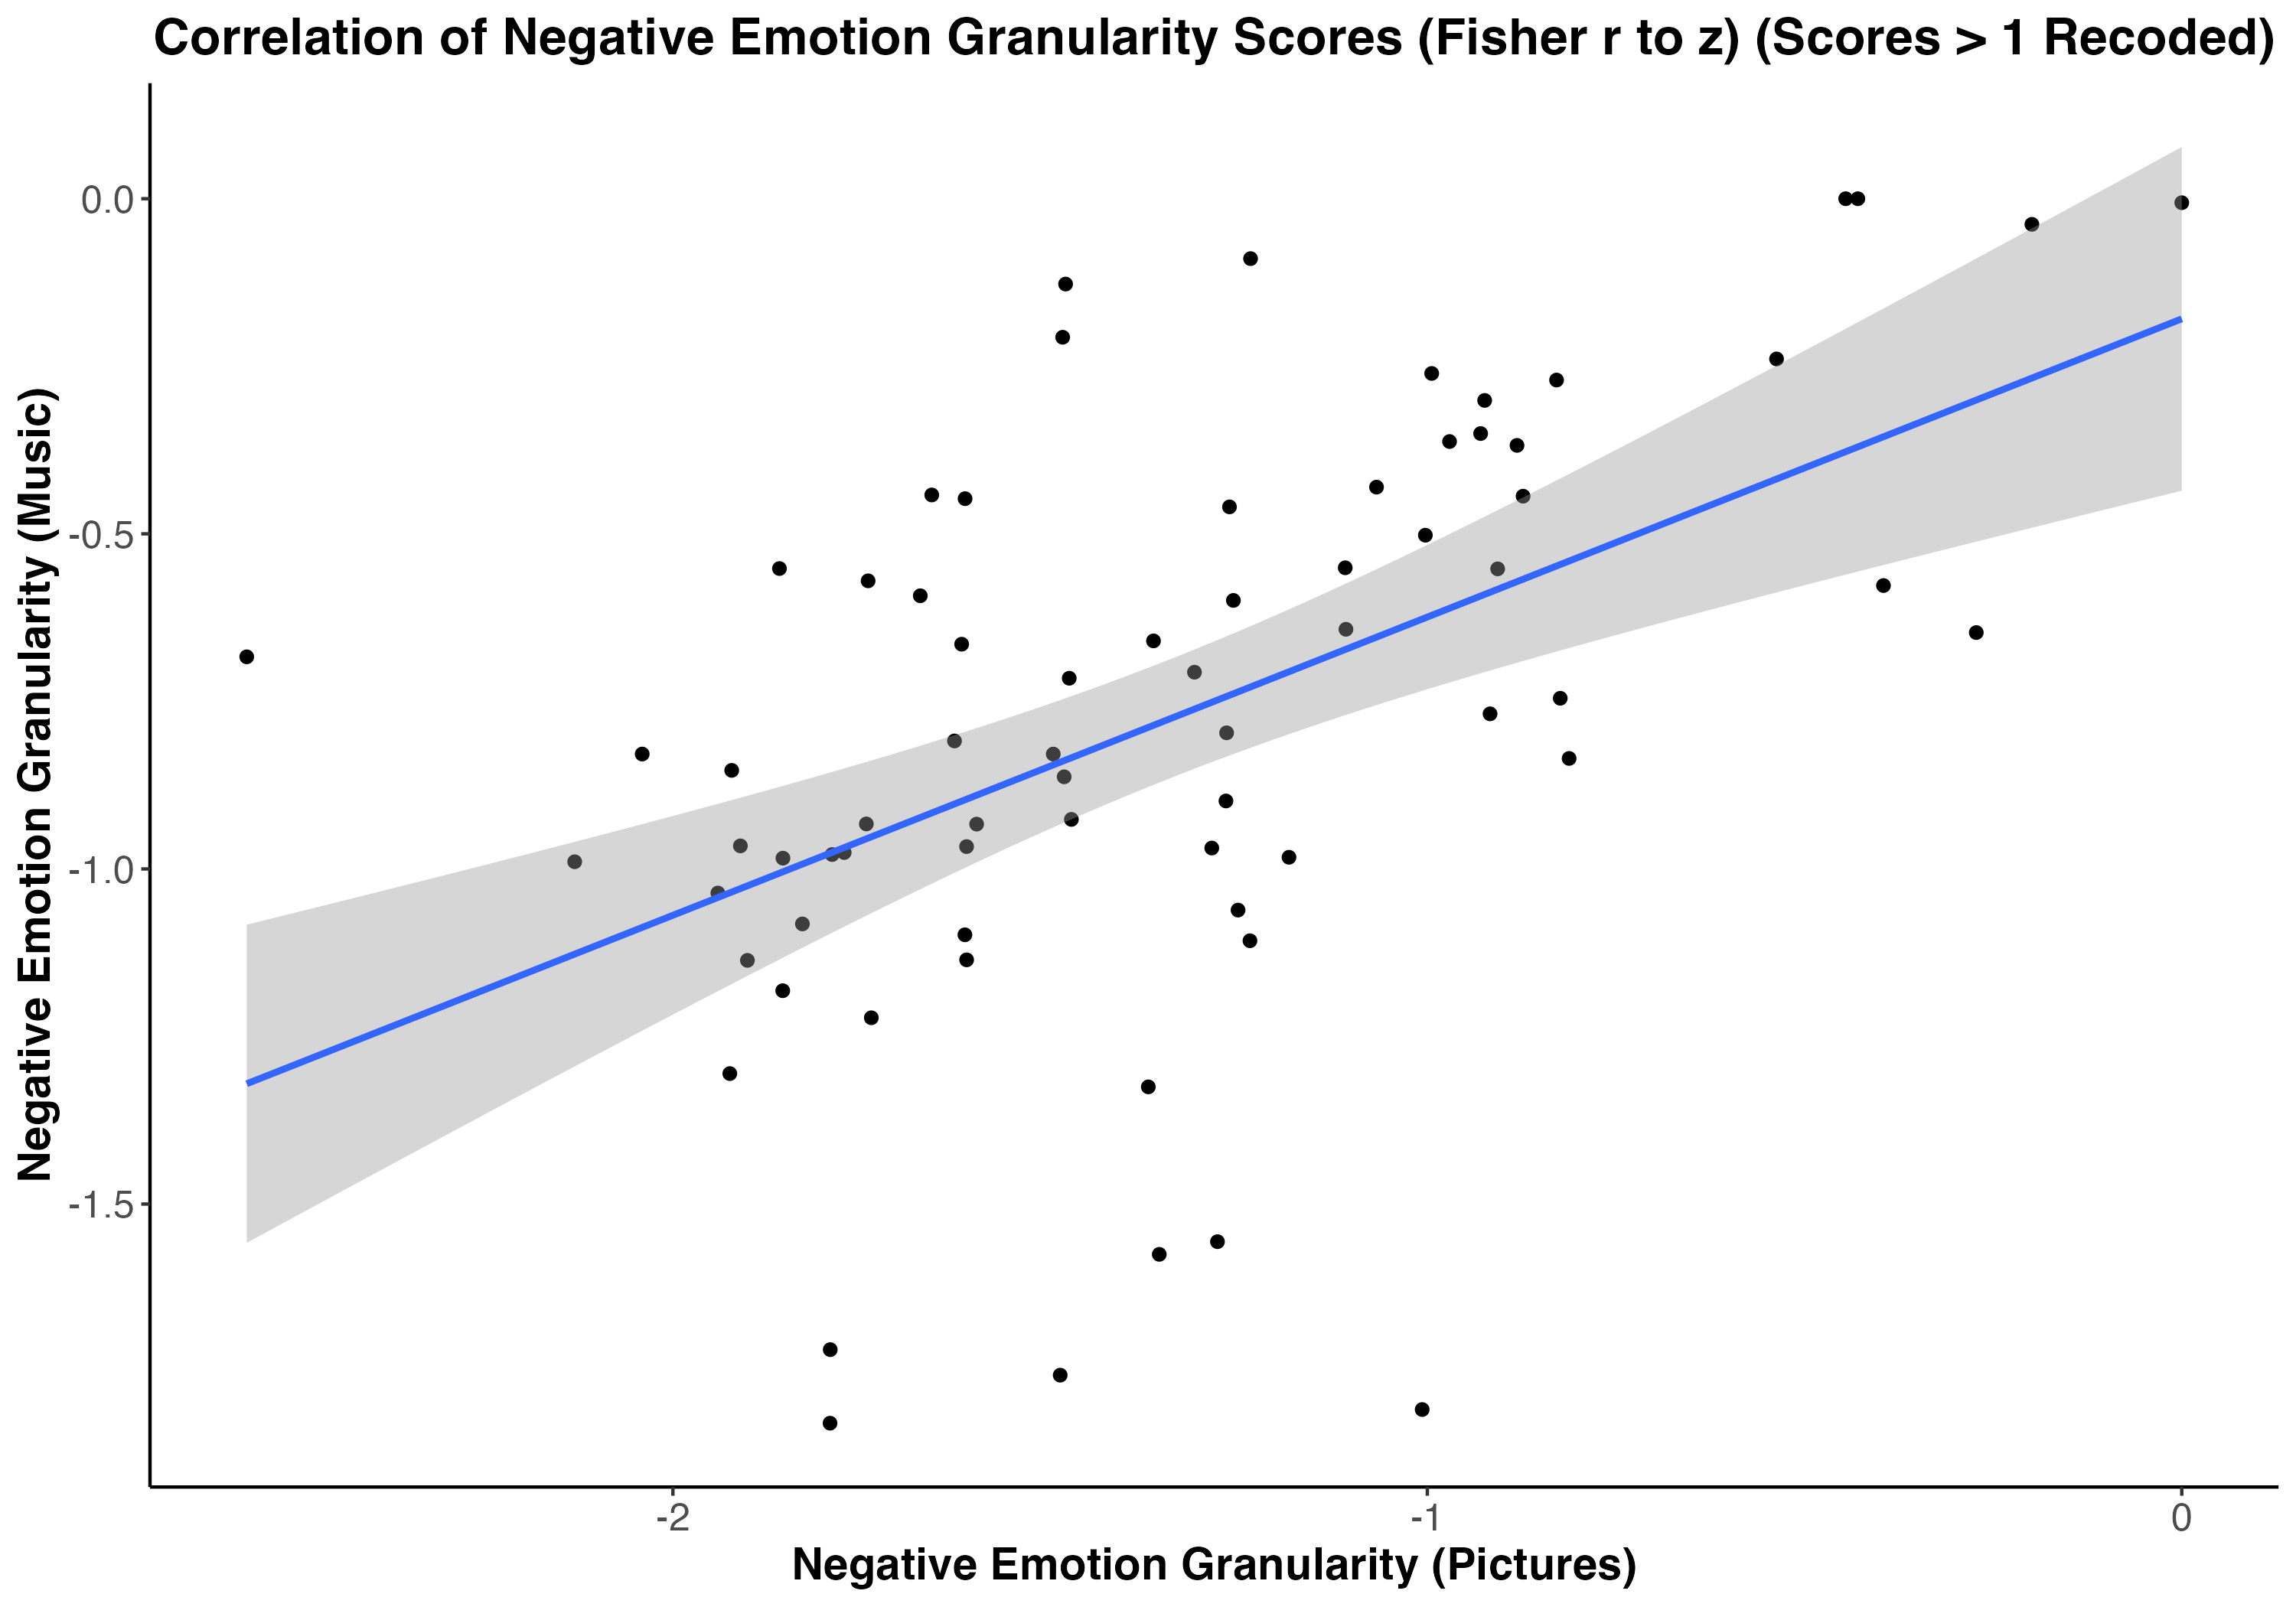 Correlation of Negative Emotion Granularity Scores (Fisher r to z) (Scores > 1 Recoded)
Negative Emotion Granularity (Music)
0.0
-0.5
-1.0
-1.5
-2
-1
0
Negative Emotion Granularity (Pictures)